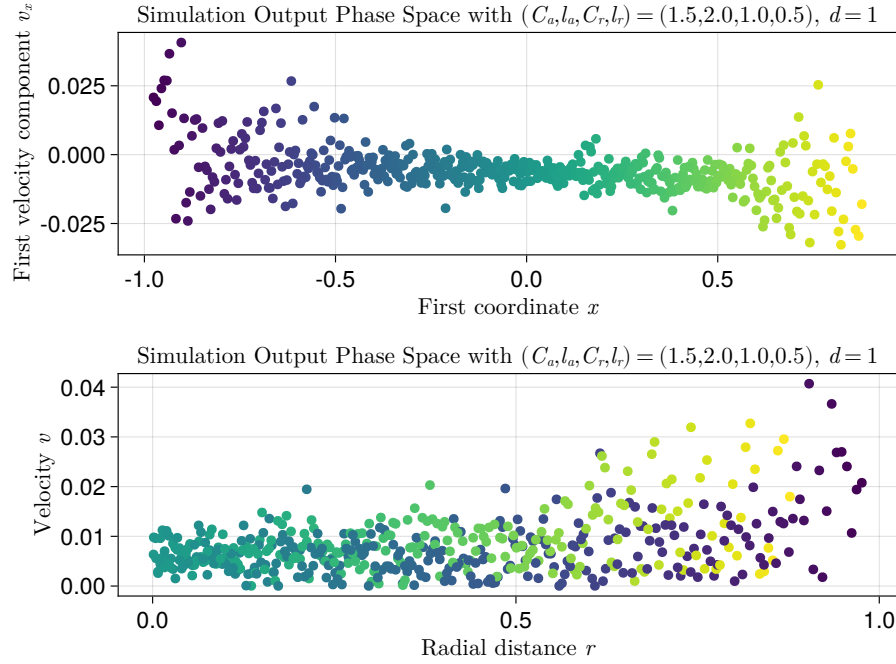 Simulation Output Phase Space with (C_a,l_a,C_r,l_r) = (1.5,2.0,1.0,0.5), d = 1
First velocity component v_x
0.025
0.000
-0.025
-1.0
-0.5
0.0
0.5
First coordinate x
Simulation Output Phase Space with (C_a,l_a,C_r,l_r) = (1.5,2.0,1.0,0.5), d = 1
Velocity v
0.04
0.03
0.02
0.01
0.00
0.0
0.5
1.0
Radial distance r